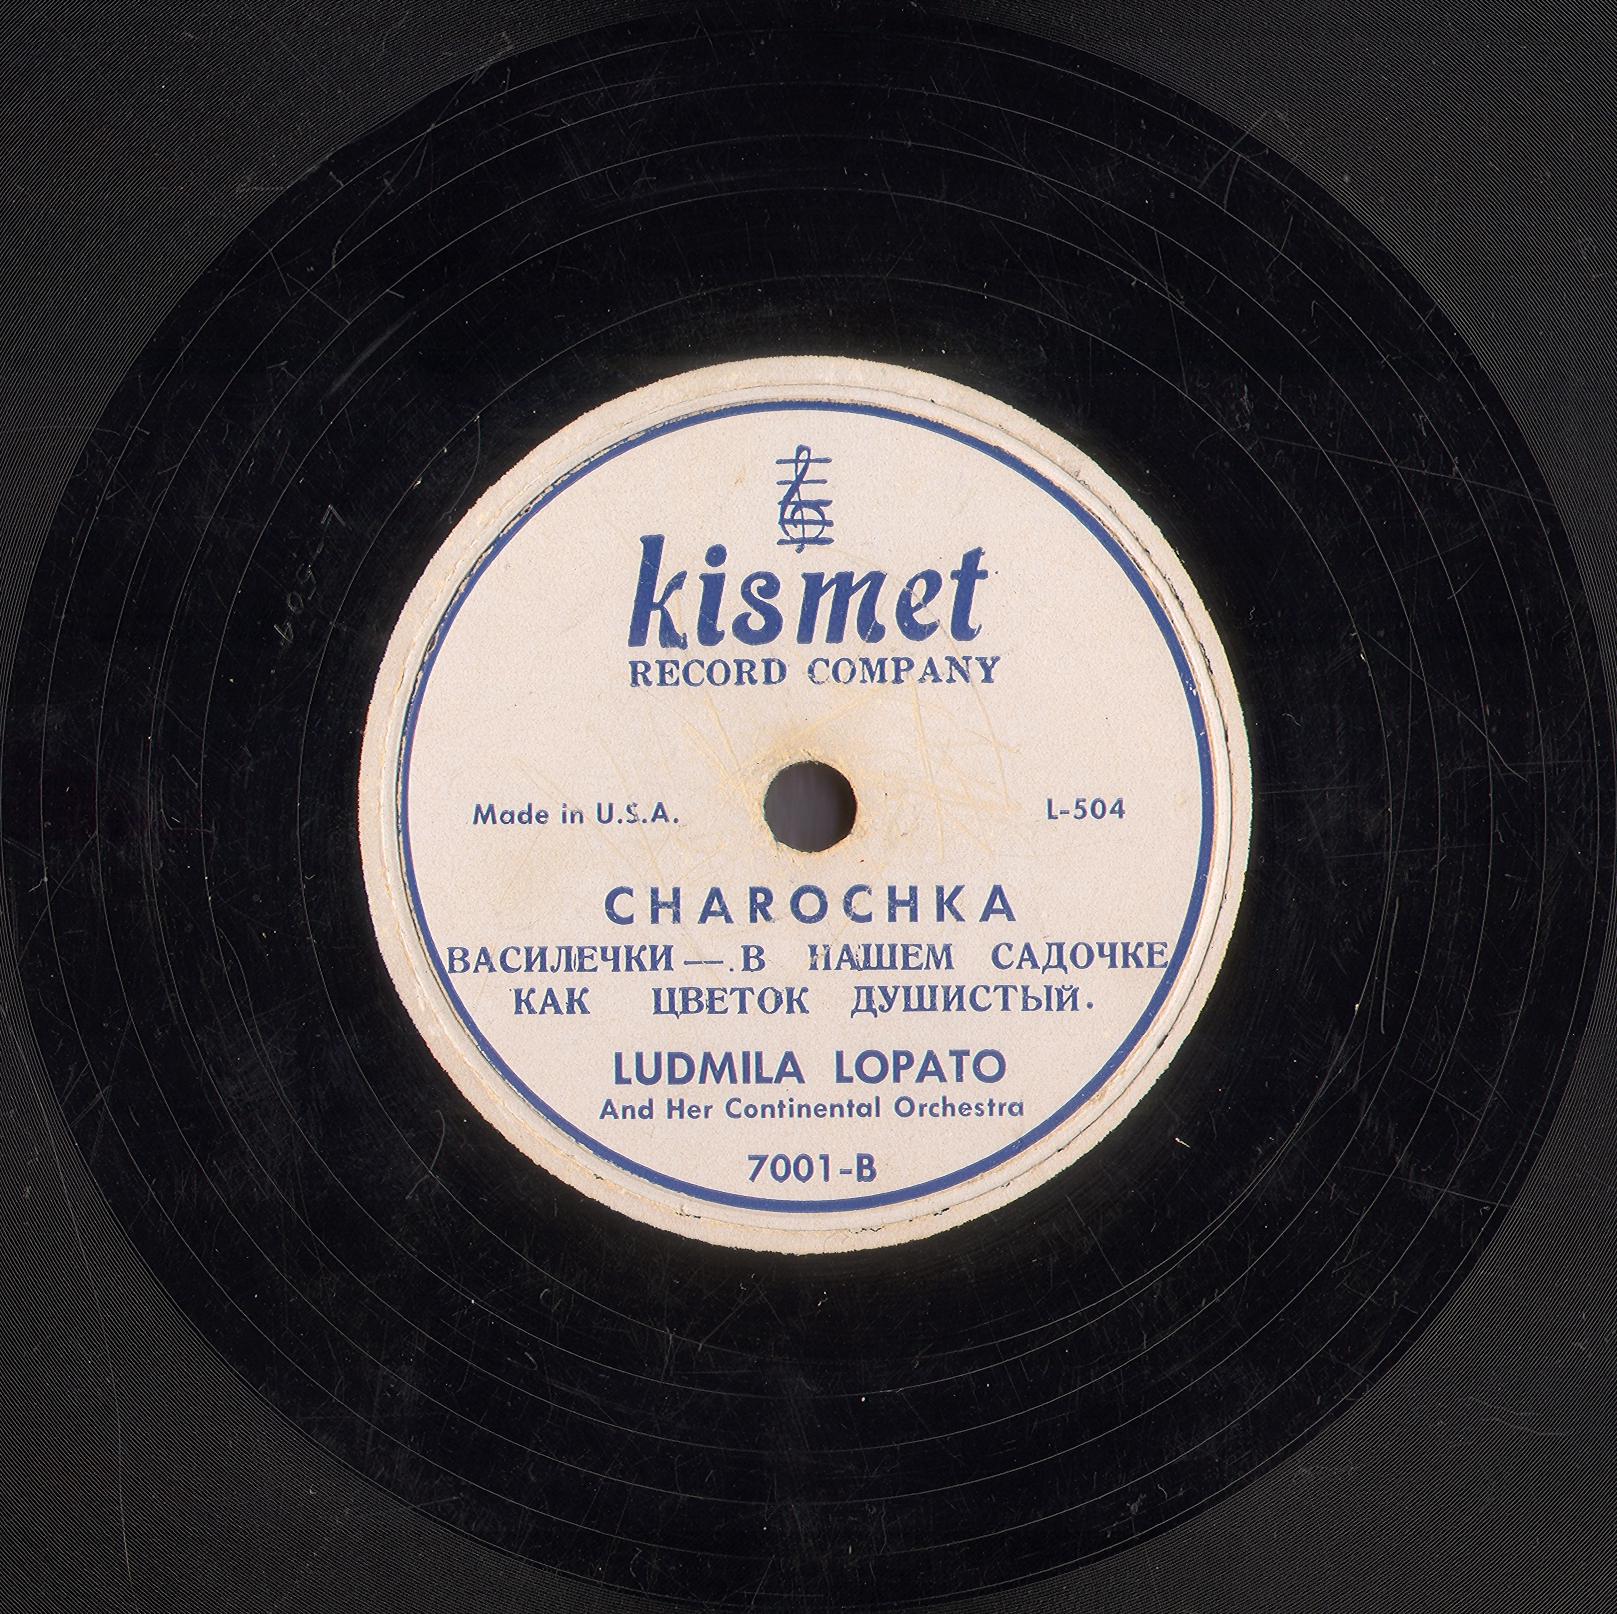 kismet
RECORD COMPANY
Made in U.S.A.
L-504
CHAROCHKA
ВАСИЛЕЧКИ—.В НАШЕМ САДОЧКЕ
КАК ЦВЕТОК ДУШИСТЫЙ.
LUDMILA LOPATO
And Her Continental Orchestra
7001-B
L-504